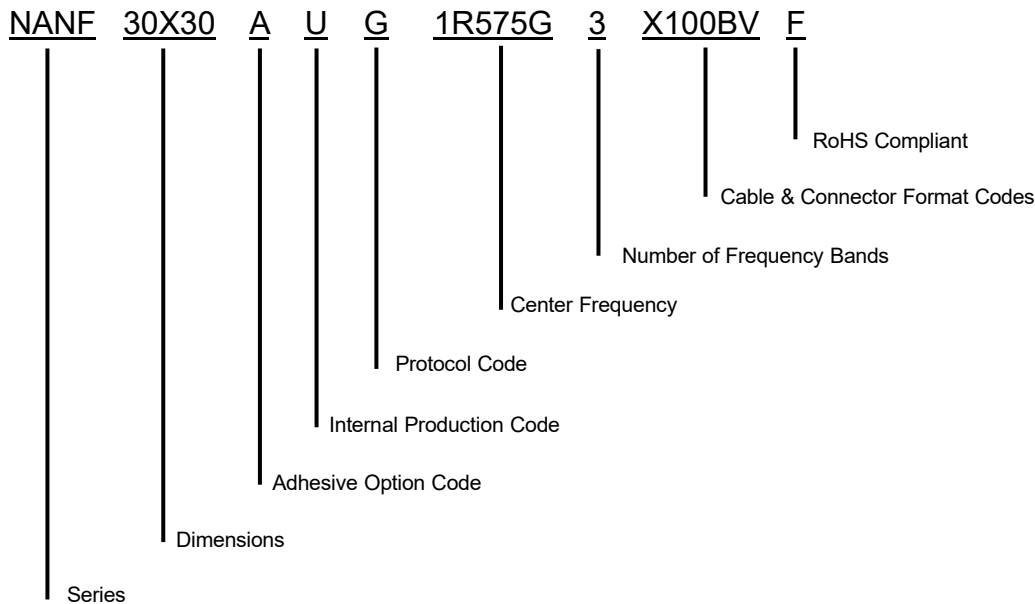 NANF 30X30 A U G 1R575G 3 X100BV F
RoHS Compliant
Cable & Connector Format Codes
Number of Frequency Bands
Center Frequency
Protocol Code
Internal Production Code
Adhesive Option Code
Dimensions
Series